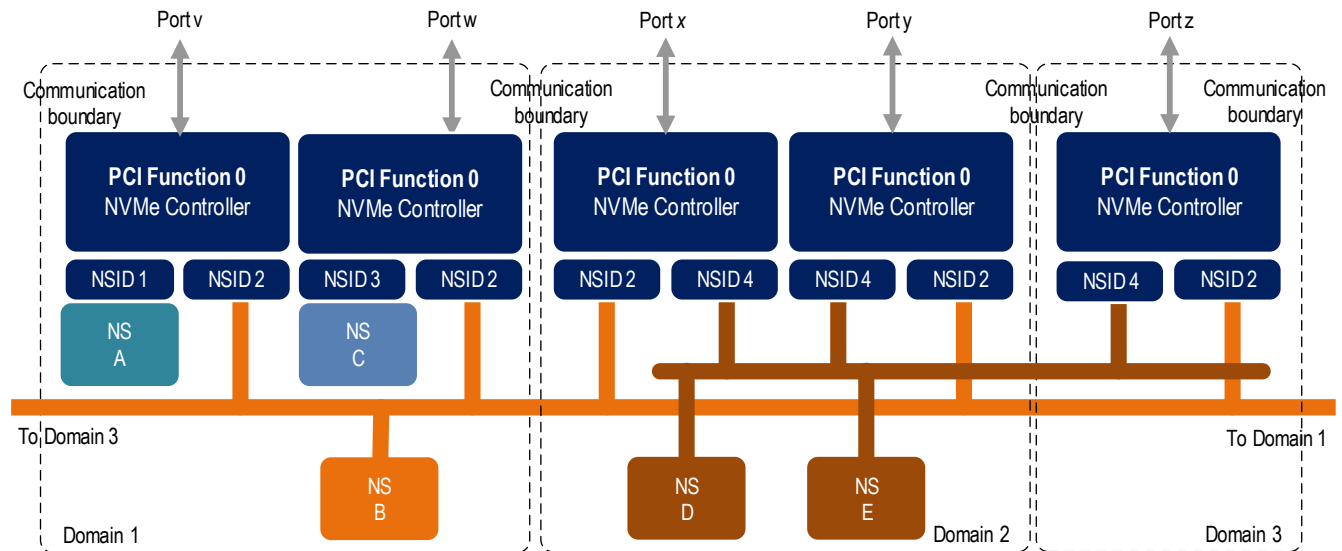 Port v
Port w
Port x
Port y
Port z
Communication
boundary
Communication
boundary
Communication
boundary
Communication
boundary
PCI Function 0
NVMe Controller
PCI Function 0
NVMe Controller
PCI Function 0
NVMe Controller
PCI Function 0
NVMe Controller
PCI Function 0
NVMe Controller
NSID 1
NSID 2
NSID 3
NSID 2
NSID 2
NSID 4
NSID 4
NSID 2
NSID 4
NSID 2
NS
A
NS
C
To Domain 3
To Domain 1
NS
B
NS
D
NS
E
Domain 1
Domain 2
Domain 3